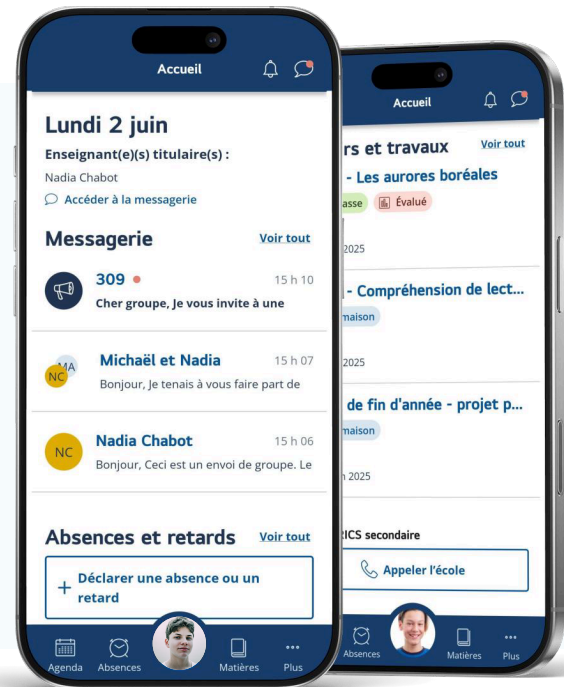 Accueil
Lundi 2 juin
Enseignant(e)(s) titulaire(s) :
Nadia Chabot
Accéder à la messagerie
Messagerie
Voir tout
309
15 h 10
Cher groupe, Je vous invite à une
MA
NC
Michaël et Nadia
15 h 07
Bonjour, Je tenais à vous faire part de
NC
Nadia Chabot
15 h 06
Bonjour, Ceci est un envoi de groupe. Le
Absences et retards
Voir tout
Déclarer une absence ou un
retard
Agenda
Absences
Matières
Plus
Accueil
rs et travaux
Voir tout
- Les aurores boréales
asse
Évalué
2025
- Compréhension de lect...
maison
2025
de fin d'année - projet p...
maison
2025
ICS secondaire
Appeler l'école
Absences
Matières
Plus